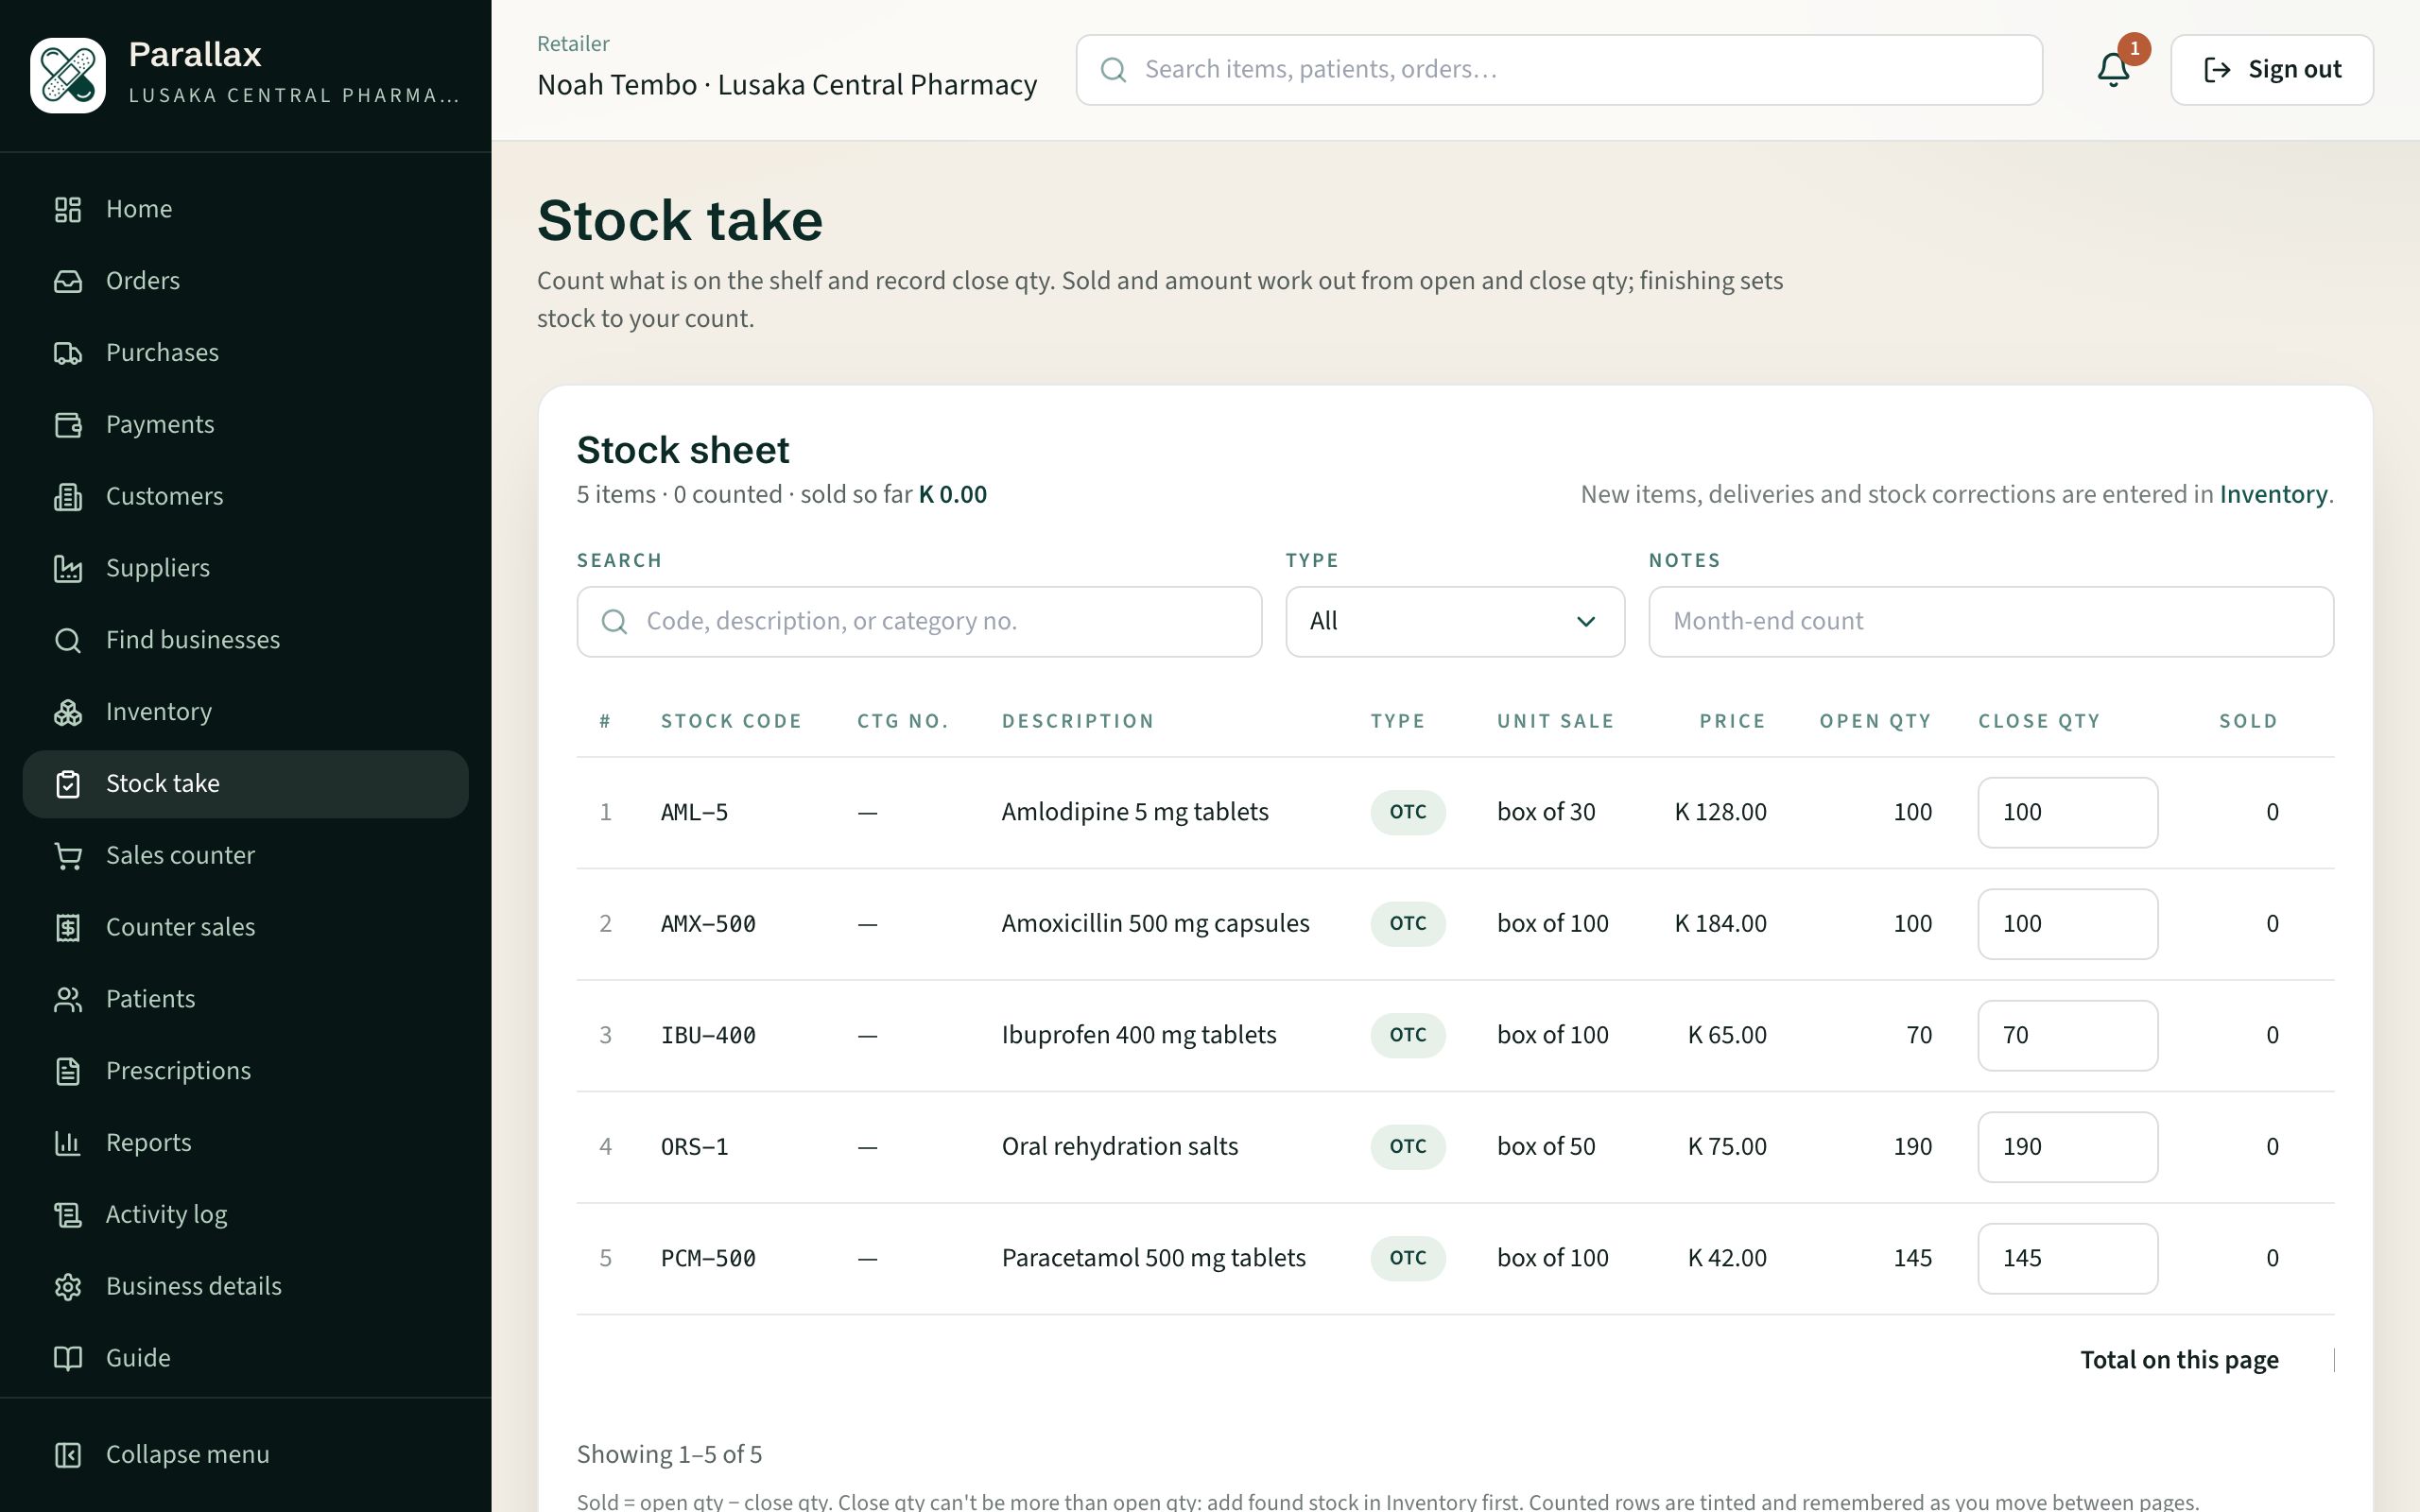 Parallax
LUSAKA CENTRAL PHARMA...
Home
Orders
Purchases
Payments
Customers
Suppliers
Find businesses
Inventory
Stock take
Sales counter
Counter sales
Patients
Prescriptions
Reports
Activity log
Business details
Guide
Collapse menu
Retailer
Noah Tembo · Lusaka Central Pharmacy
Search items, patients, orders...
1
Sign out
Stock take
Count what is on the shelf and record close qty. Sold and amount work out from open and close qty; finishing sets
stock to your count.
Stock sheet
5 items · 0 counted · sold so far K 0.00
New items, deliveries and stock corrections are entered in Inventory.
SEARCH TYPE NOTES
Code, description, or category no. All Month-end count
# STOCK CODE CTG NO. DESCRIPTION TYPE UNIT SALE PRICE OPEN QTY CLOSE QTY SOLD
1 AML-5 — Amlodipine 5 mg tablets OTC box of 30 K 128.00 100 100 0
2 AMX-500 — Amoxicillin 500 mg capsules OTC box of 100 K 184.00 100 100 0
3 IBU-400 — Ibuprofen 400 mg tablets OTC box of 100 K 65.00 70 70 0
4 ORS-1 — Oral rehydration salts OTC box of 50 K 75.00 190 190 0
5 PCM-500 — Paracetamol 500 mg tablets OTC box of 100 K 42.00 145 145 0
Total on this page
Showing 1–5 of 5
Sold = open qty − close qty. Close qty can't be more than open qty: add found stock in Inventory first. Counted rows are tinted and remembered as you move between pages.